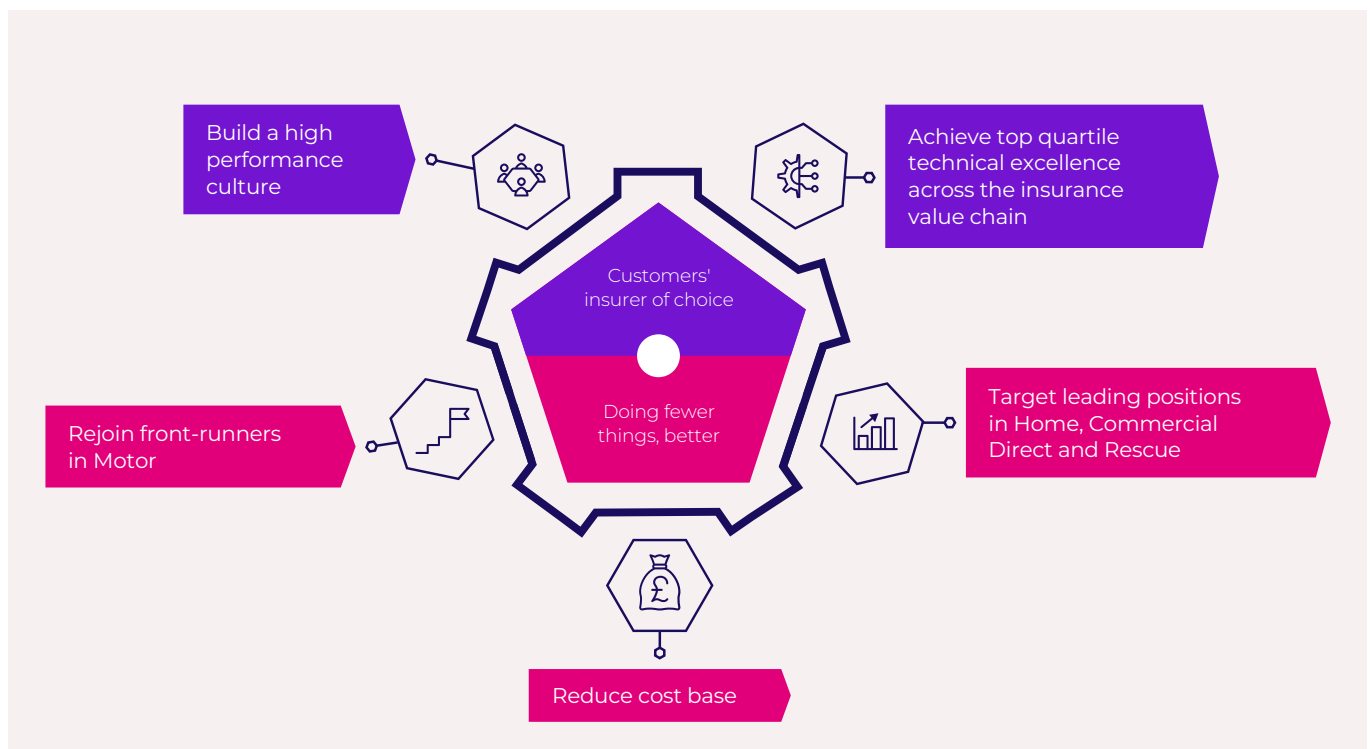 Build a high
performance
culture
Achieve top quartile
technical excellence
across the insurance
value chain
Customers'
insurer of choice
Doing fewer
things, better
Rejoin front-runners
in Motor
Target leading positions
in Home, Commercial
Direct and Rescue
£
Reduce cost base